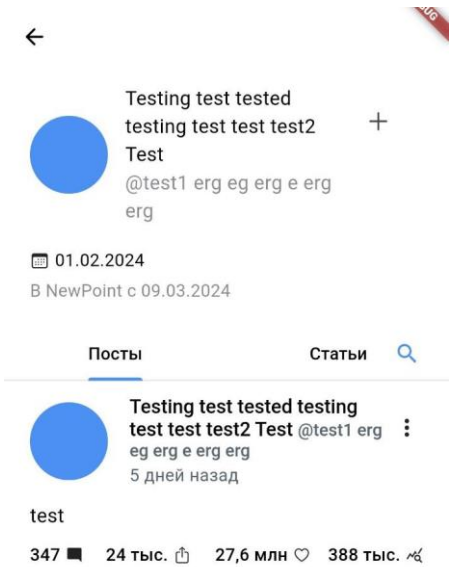 Testing test tested
testing test test test2
Test
@test1 erg eg erg e erg
erg
01.02.2024
В NewPoint с 09.03.2024
Посты Статьи
Testing test tested testing
test test test2 Test @test1 erg
eg erg e erg erg
5 дней назад
test
347 24 тыс. 27,6 млн 388 тыс.